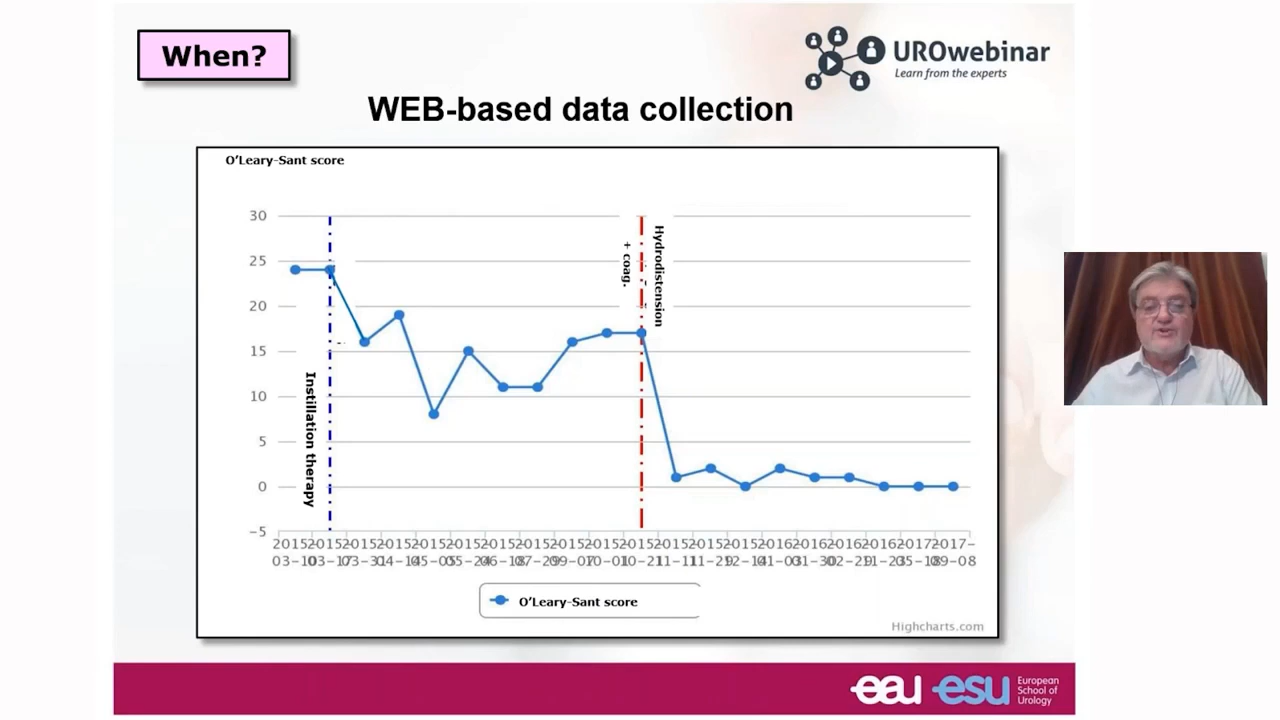 When?
UROwebinar
Learn from the experts
WEB-based data collection
O'Leary-Sant score
30
25
20
15
10
5
0
−5
Instillation therapy
Hydrodistension
+ coag.
O'Leary-Sant score
Highcharts.com
eau esu European
School of
Urology